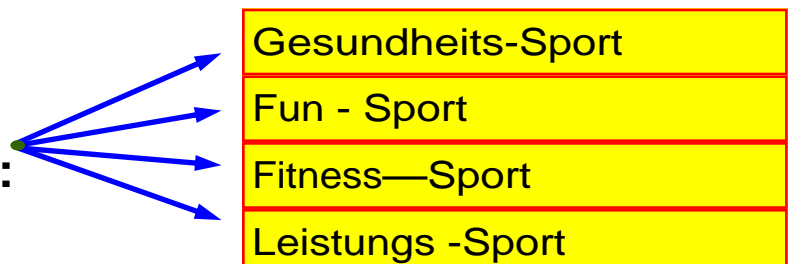 Gesundheits-Sport
Fun - Sport
:
Fitness—Sport
Leistungs -Sport